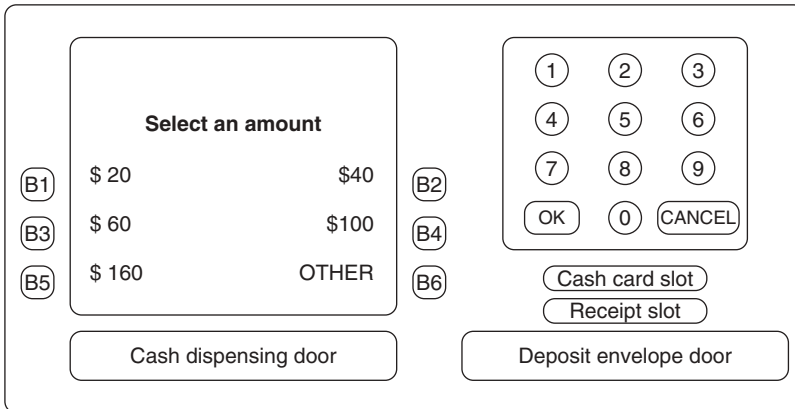 Select an amount
B1 $ 20 $40 B2
B3 $ 60 $100 B4
B5 $ 160 OTHER B6
Cash dispensing door
1 2 3
4 5 6
7 8 9
OK 0 CANCEL
Cash card slot
Receipt slot
Deposit envelope door